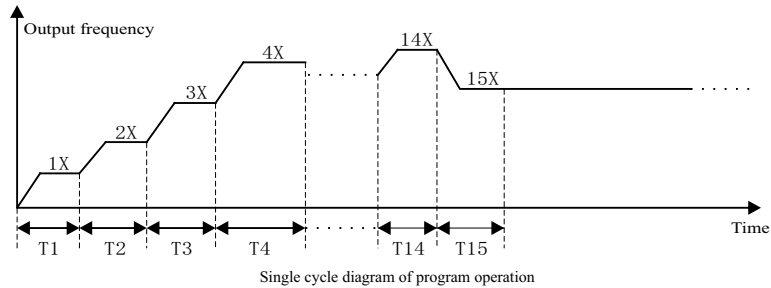 Output frequency
1X
2X
3X
4X
14X
15X
Time
T1 T2 T3 T4 T14 T15
Single cycle diagram of program operation